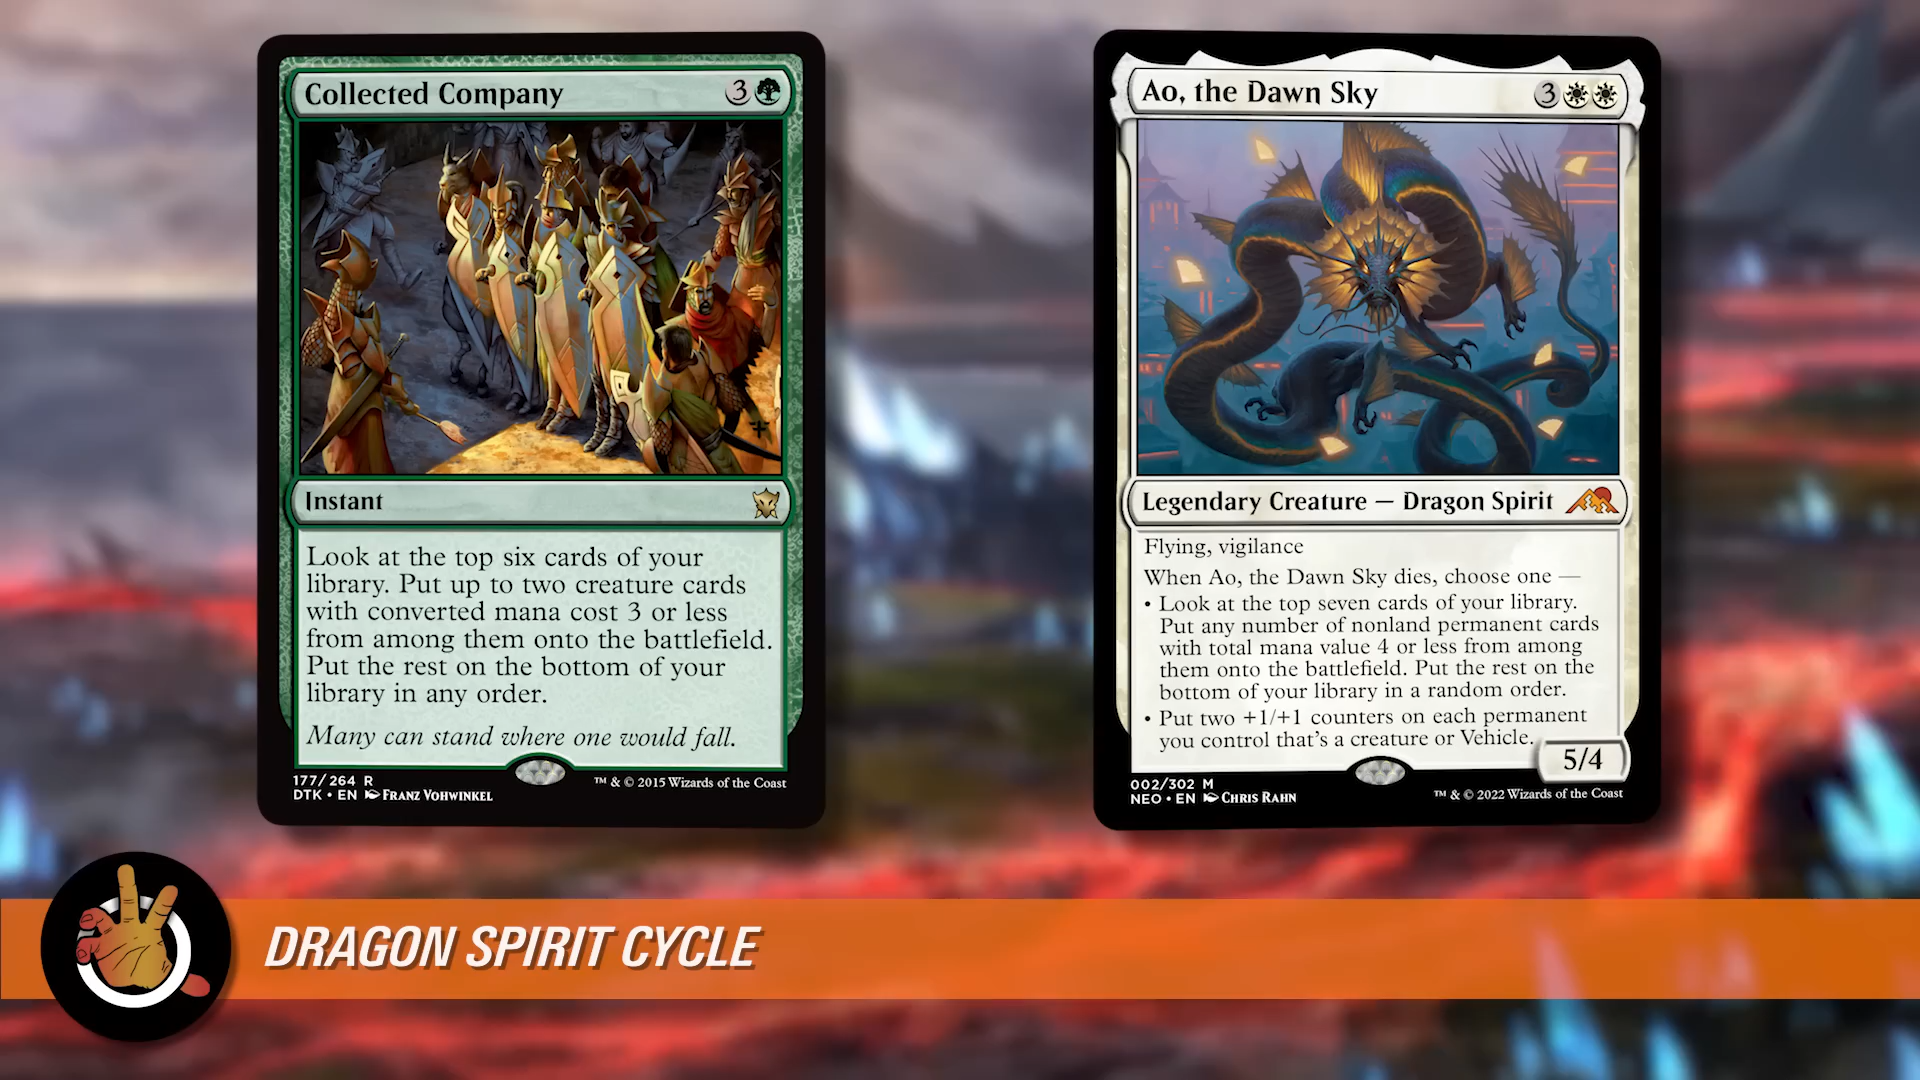 Collected Company 3
Instant
Look at the top six cards of your
library. Put up to two creature cards
with converted mana cost 3 or less
from among them onto the battlefield.
Put the rest on the bottom of your
library in any order.
Many can stand where one would fall.
177/264 R
DTK • EN FRANZ VOHWINKEL
™ & © 2015 Wizards of the Coast
Ao, the Dawn Sky 3
Legendary Creature — Dragon Spirit
Flying, vigilance
When Ao, the Dawn Sky dies, choose one —
• Look at the top seven cards of your library.
Put any number of nonland permanent cards
with total mana value 4 or less from among
them onto the battlefield. Put the rest on the
bottom of your library in a random order.
• Put two +1/+1 counters on each permanent
you control that's a creature or Vehicle.
5/4
002/302 M
NEO • EN CHRIS RAHN
™ & © 2022 Wizards of the Coast
DRAGON SPIRIT CYCLE